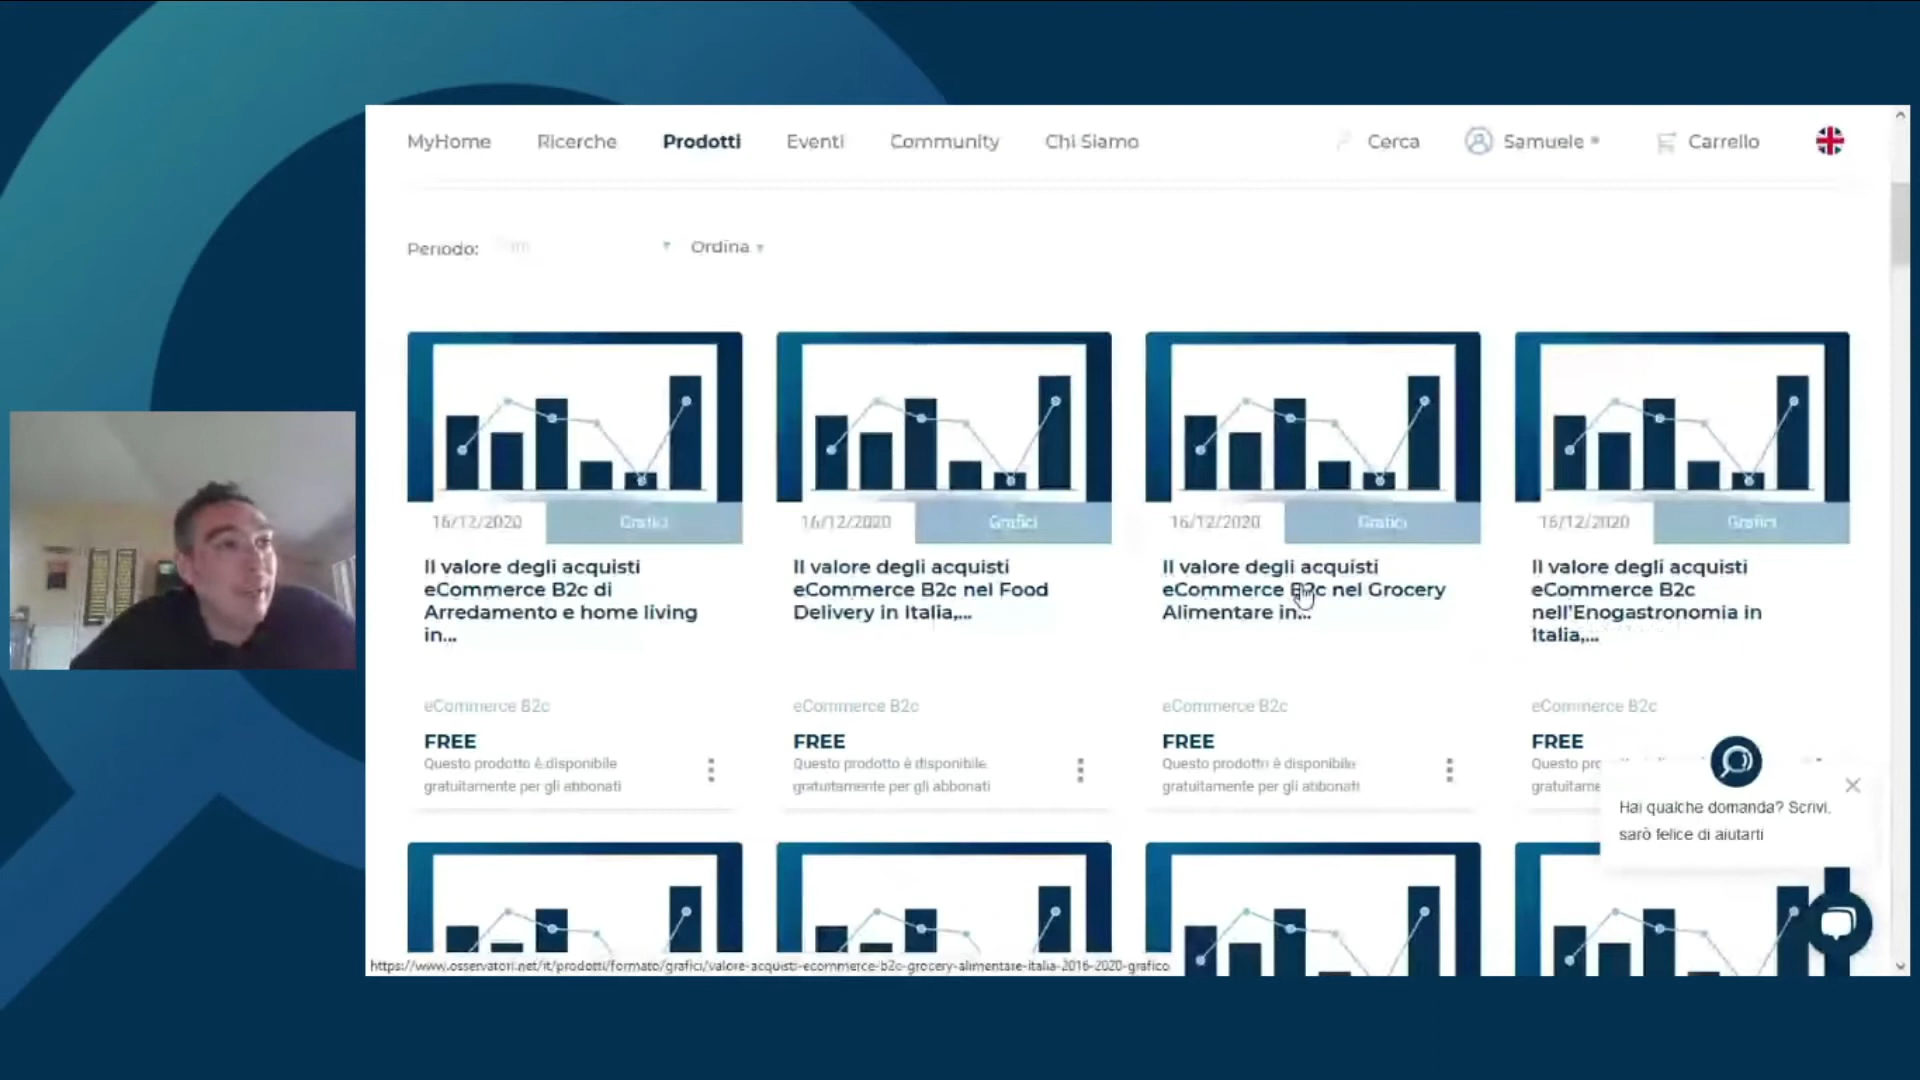 MyHome Ricerche Prodotti Eventi Community Chi Siamo Cerca Samuele Carrello
Periodo: Ordina
16/12/2020 Grafici
Il valore degli acquisti
eCommerce B2c di
Arredamento e home living
in...
eCommerce B2c
FREE
Questo prodotto è disponibile
gratuitamente per gli abbonati
16/12/2020 Grafici
Il valore degli acquisti
eCommerce B2c nel Food
Delivery in Italia,...
eCommerce B2c
FREE
Questo prodotto è disponibile
gratuitamente per gli abbonati
16/12/2020 Grafici
Il valore degli acquisti
eCommerce B2c nel Grocery
Alimentare in...
eCommerce B2c
FREE
Questo prodotto è disponibile
gratuitamente per gli abbonati
16/12/2020 Grafici
Il valore degli acquisti
eCommerce B2c
nell'Enogastronomia in
Italia,...
eCommerce B2c
FREE
Questo
Hai qualche domanda? Scrivi,
sarò felice di aiutarti
https://www.osservatori.net/it/prodotti/formato/grafici/valore-acquisti-ecommerce-b2c-grocery-alimentare-italia-2016-2020-grafico